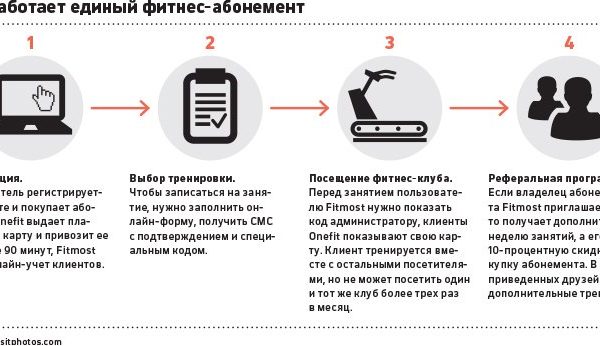 аботает единый фитнес-абонемент
1
2
3
4
ция.
тель регистрирует-
те и покупает або-
nefit выдает пла-
карту и привозит ее
90 минут, Fitmost
лайн-учет клиентов.
Выбор тренировки.
Чтобы записаться на заня-
тие, нужно заполнить он-
лайн-форму, получить СМС
с подтверждением и специ-
альным кодом.
Посещение фитнес-клуба.
Перед занятием пользовате-
лю Fitmost нужно показать
код администратору, клиенты
Onefit показывают свою кар-
ту. Клиент тренируется вме-
сте с остальными посетителя-
ми, но не может посетить один
и тот же клуб более трех раз
в месяц.
Реферальная програ
Если владелец абоне
та Fitmost приглашае
то получает дополнит
неделю занятий, а ег
10-процентную скидк
купку абонемента. В
приведенных друзей
дополнительные трен
sitphotos.com